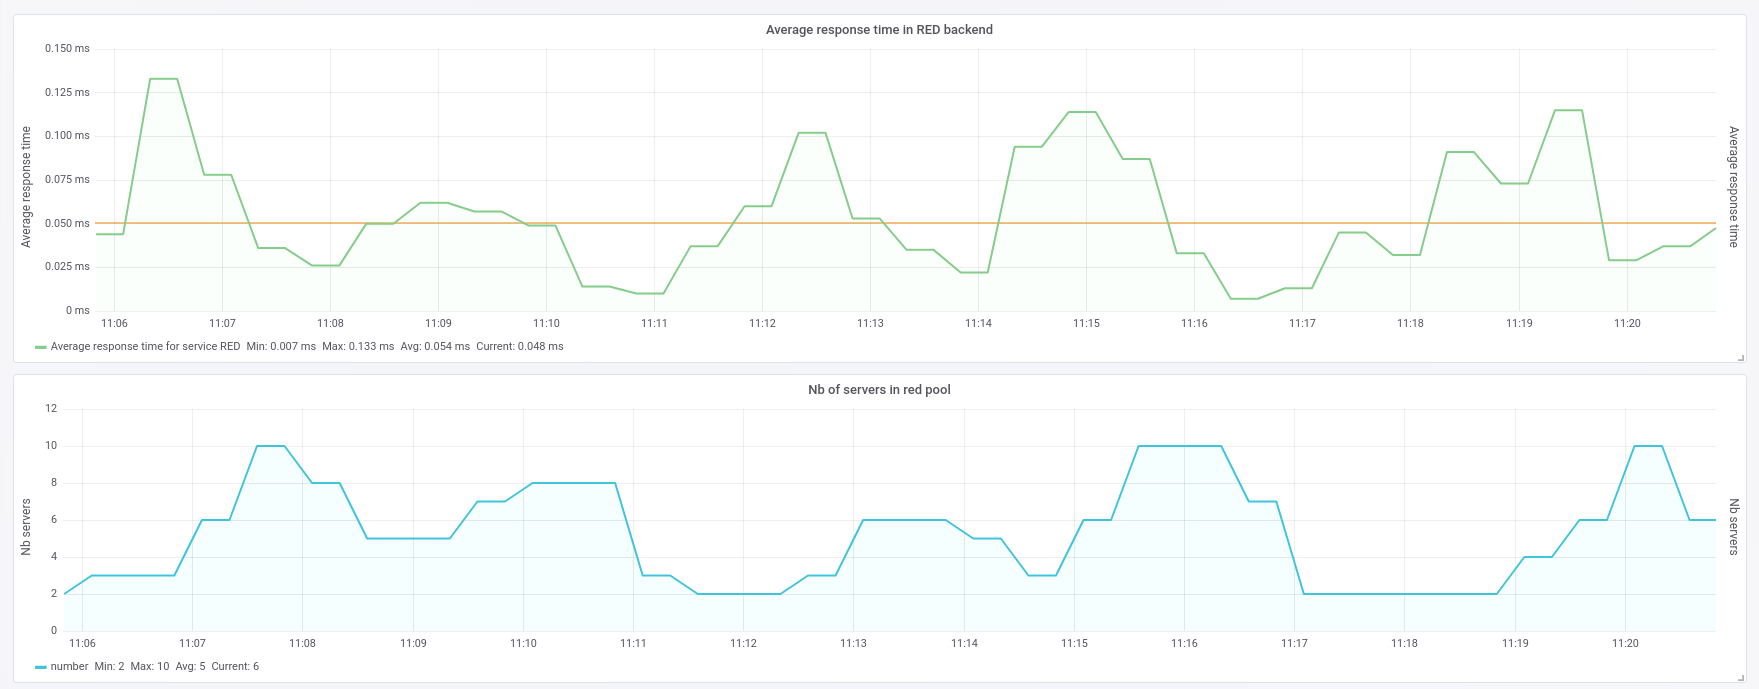 Average response time in RED backend
Average response time
0.150 ms
0.125 ms
0.100 ms
0.075 ms
0.050 ms
0.025 ms
0 ms
11:06 11:07 11:08 11:09 11:10 11:11 11:12 11:13 11:14 11:15 11:16 11:17 11:18 11:19 11:20
Average response time
Average response time for service RED Min: 0.007 ms Max: 0.133 ms Avg: 0.054 ms Current: 0.048 ms
Nb of servers in red pool
Nb servers
12
10
8
6
4
2
0
11:06 11:07 11:08 11:09 11:10 11:11 11:12 11:13 11:14 11:15 11:16 11:17 11:18 11:19 11:20
Nb servers
number Min: 2 Max: 10 Avg: 5 Current: 6